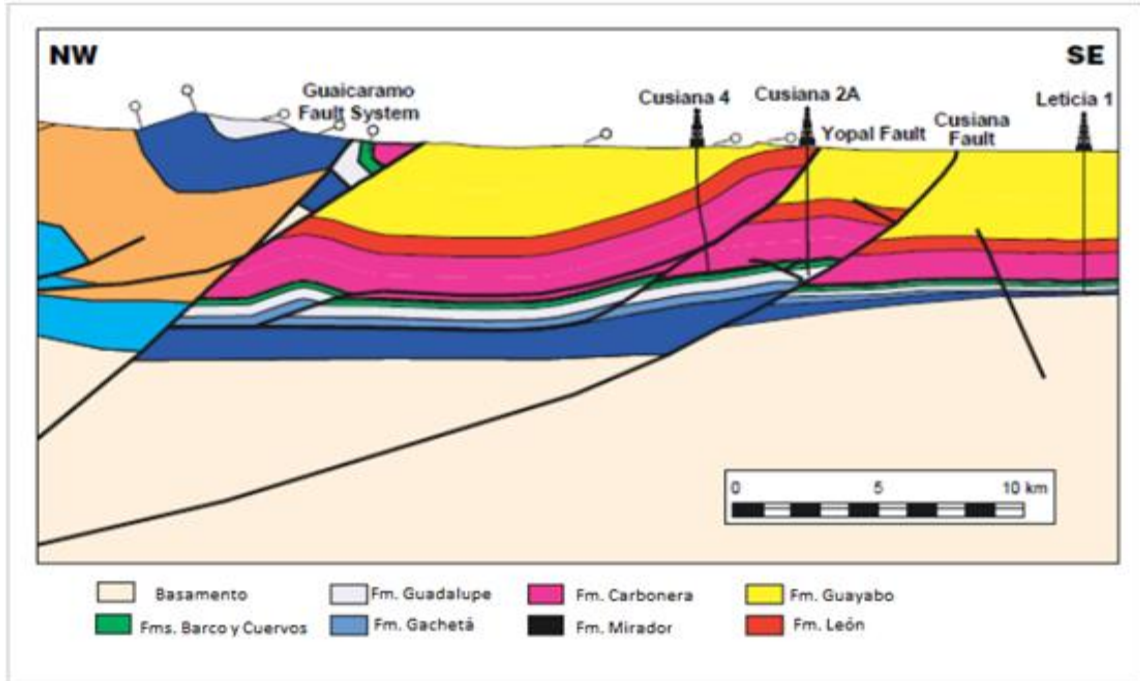 NW
SE
Guaicaramo
Fault System
Cusiana 4
Cusiana 2A
Yopal Fault
Cusiana
Fault
Leticia 1
0 5 10 km
Basamento
Fm. Guadalupe
Fm. Carbonera
Fm. Guayabo
Fms. Barco y Cuervos
Fm. Gachetá
Fm. Mirador
Fm. León